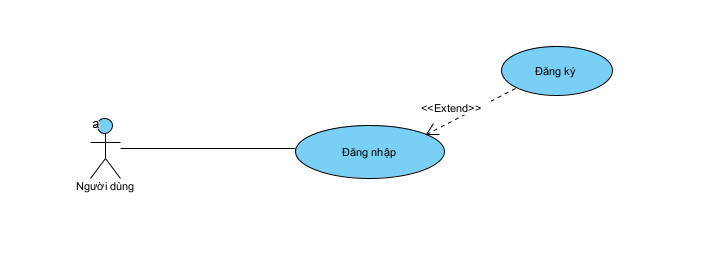 Đăng ký
<<Extend>>
a
Đăng nhập
Người dùng